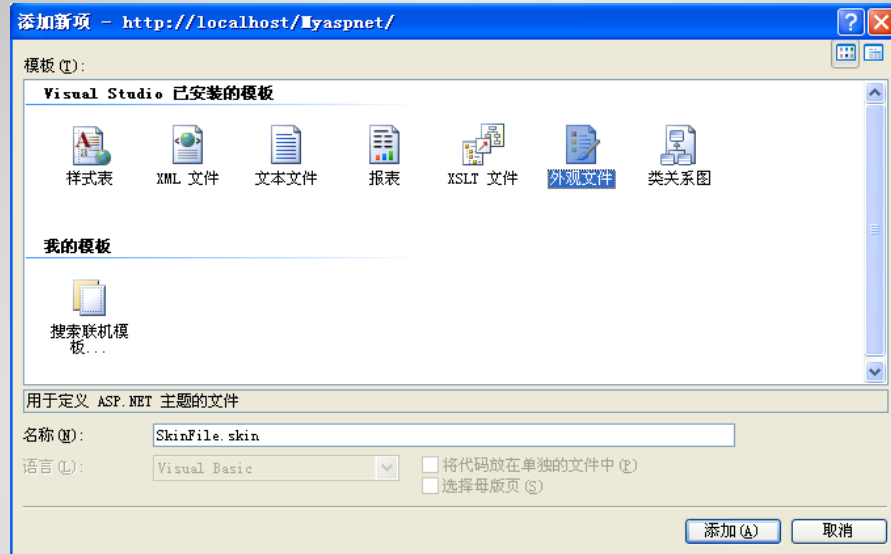 添加新项 - http://localhost/Myaspnet/
模板(T):
Visual Studio 已安装的模板
样式表
XML 文件
文本文件
报表
XSLT 文件
外观文件
类关系图
我的模板
搜索联机模
板...
用于定义 ASP.NET 主题的文件
名称(N):
SkinFile.skin
语言(L):
Visual Basic
将代码放在单独的文件中(P)
选择母版页(S)
添加(A)
取消